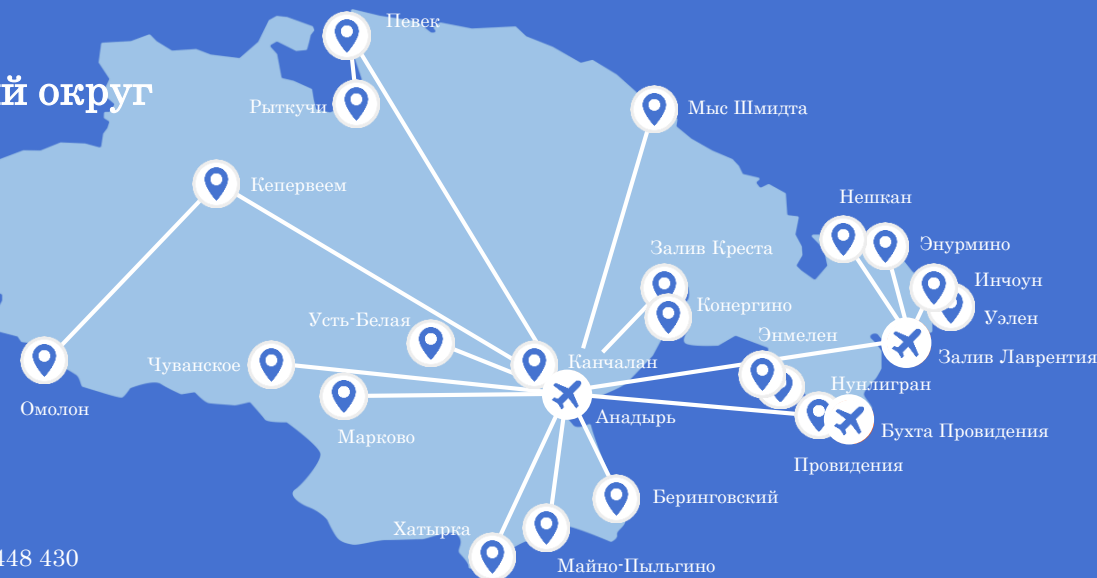 Певек
й округ
Рыткучи
Мыс Шмидта
Кепервеем
Нешкан
Энурмино
Залив Креста
Инчоун
Конергино
Усть-Белая
Уэлен
Энмелен
Залив Лаврентия
Чуванское
Канчалан
Нунлигран
Омолон
Анадырь
Марково
Бухта Провидения
Провидения
Беринговский
Хатырка
448 430
Майно-Пыльгино